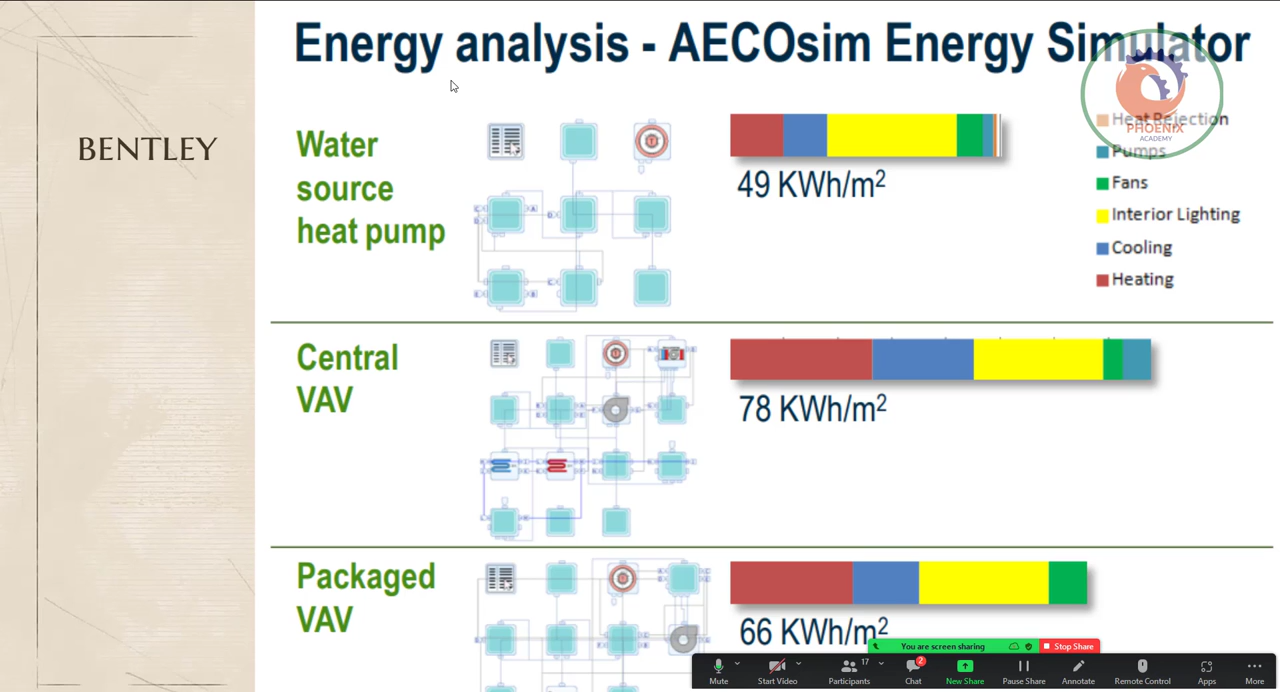 Energy analysis - AECOsim Energy Simulator
BENTLEY
Water
source
heat pump
49 KWh/m²
Heat Rejection
Pumps
Fans
Interior Lighting
Cooling
Heating
PHOENIX
ACADEMY
Central
VAV
78 KWh/m²
Packaged
VAV
66 KWh/m²
You are screen sharing
Stop Share
Mute
Start Video
17
Participants
2
Chat
New Share
Pause Share
Annotate
Remote Control
Apps
More